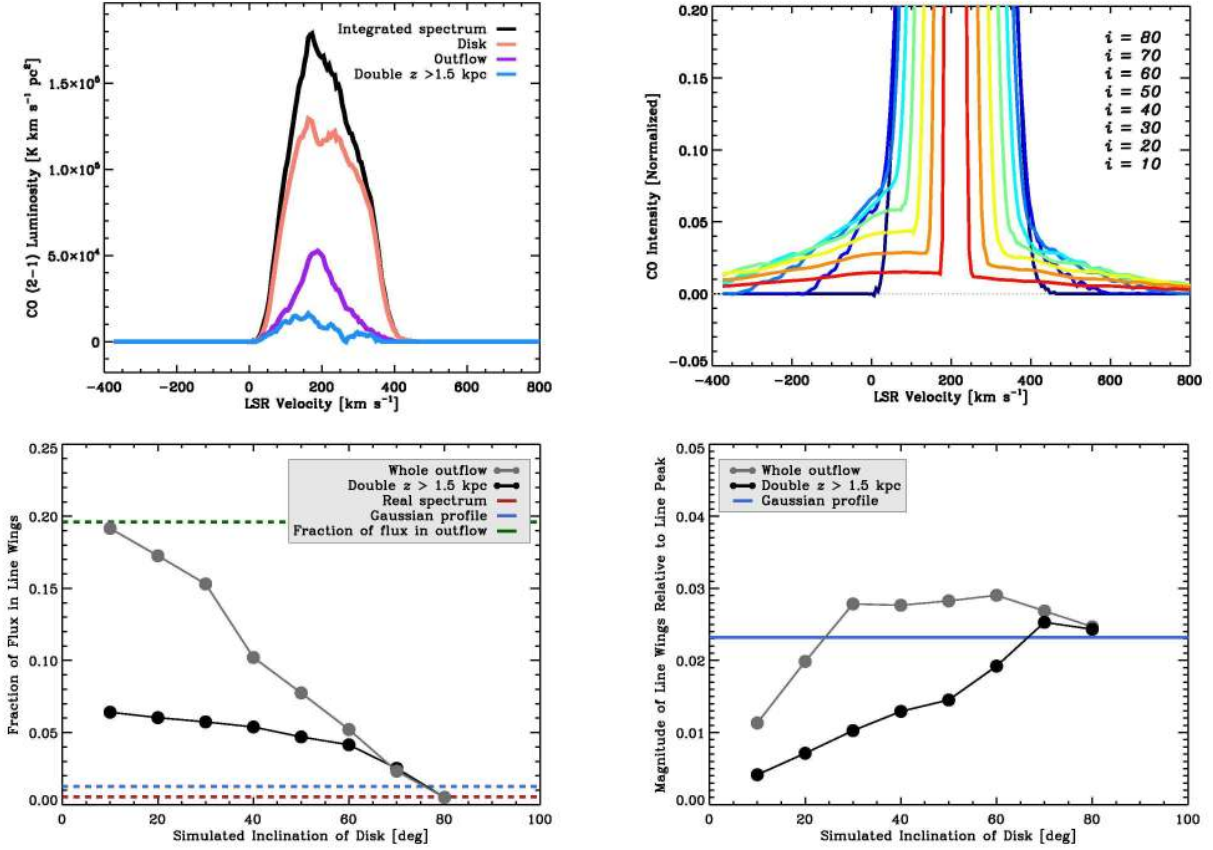 Integrated spectrum
Disk
Outflow
Double z >1.5 kpc
CO (2-1) Luminosity [K km s⁻¹ pc²]
1.5×10⁶
1.0×10⁶
5.0×10⁴
0
-400 -200 0 200 400 600 800
LSR Velocity [km s⁻¹]
i = 80
i = 70
i = 60
i = 50
i = 40
i = 30
i = 20
i = 10
CO Intensity [Normalized]
0.20
0.15
0.10
0.05
0.00
-0.05
-400 -200 0 200 400 600 800
LSR Velocity [km s⁻¹]
Whole outflow
Double z > 1.5 kpc
Real spectrum
Gaussian profile
Fraction of flux in outflow
Fraction of Flux in Line Wings
0.25
0.20
0.15
0.10
0.05
0.00
0 20 40 60 80 100
Simulated Inclination of Disk [deg]
Whole outflow
Double z > 1.5 kpc
Gaussian profile
Magnitude of Line Wings Relative to Line Peak
0.05
0.04
0.03
0.02
0.01
0.00
0 20 40 60 80 100
Simulated Inclination of Disk [deg]